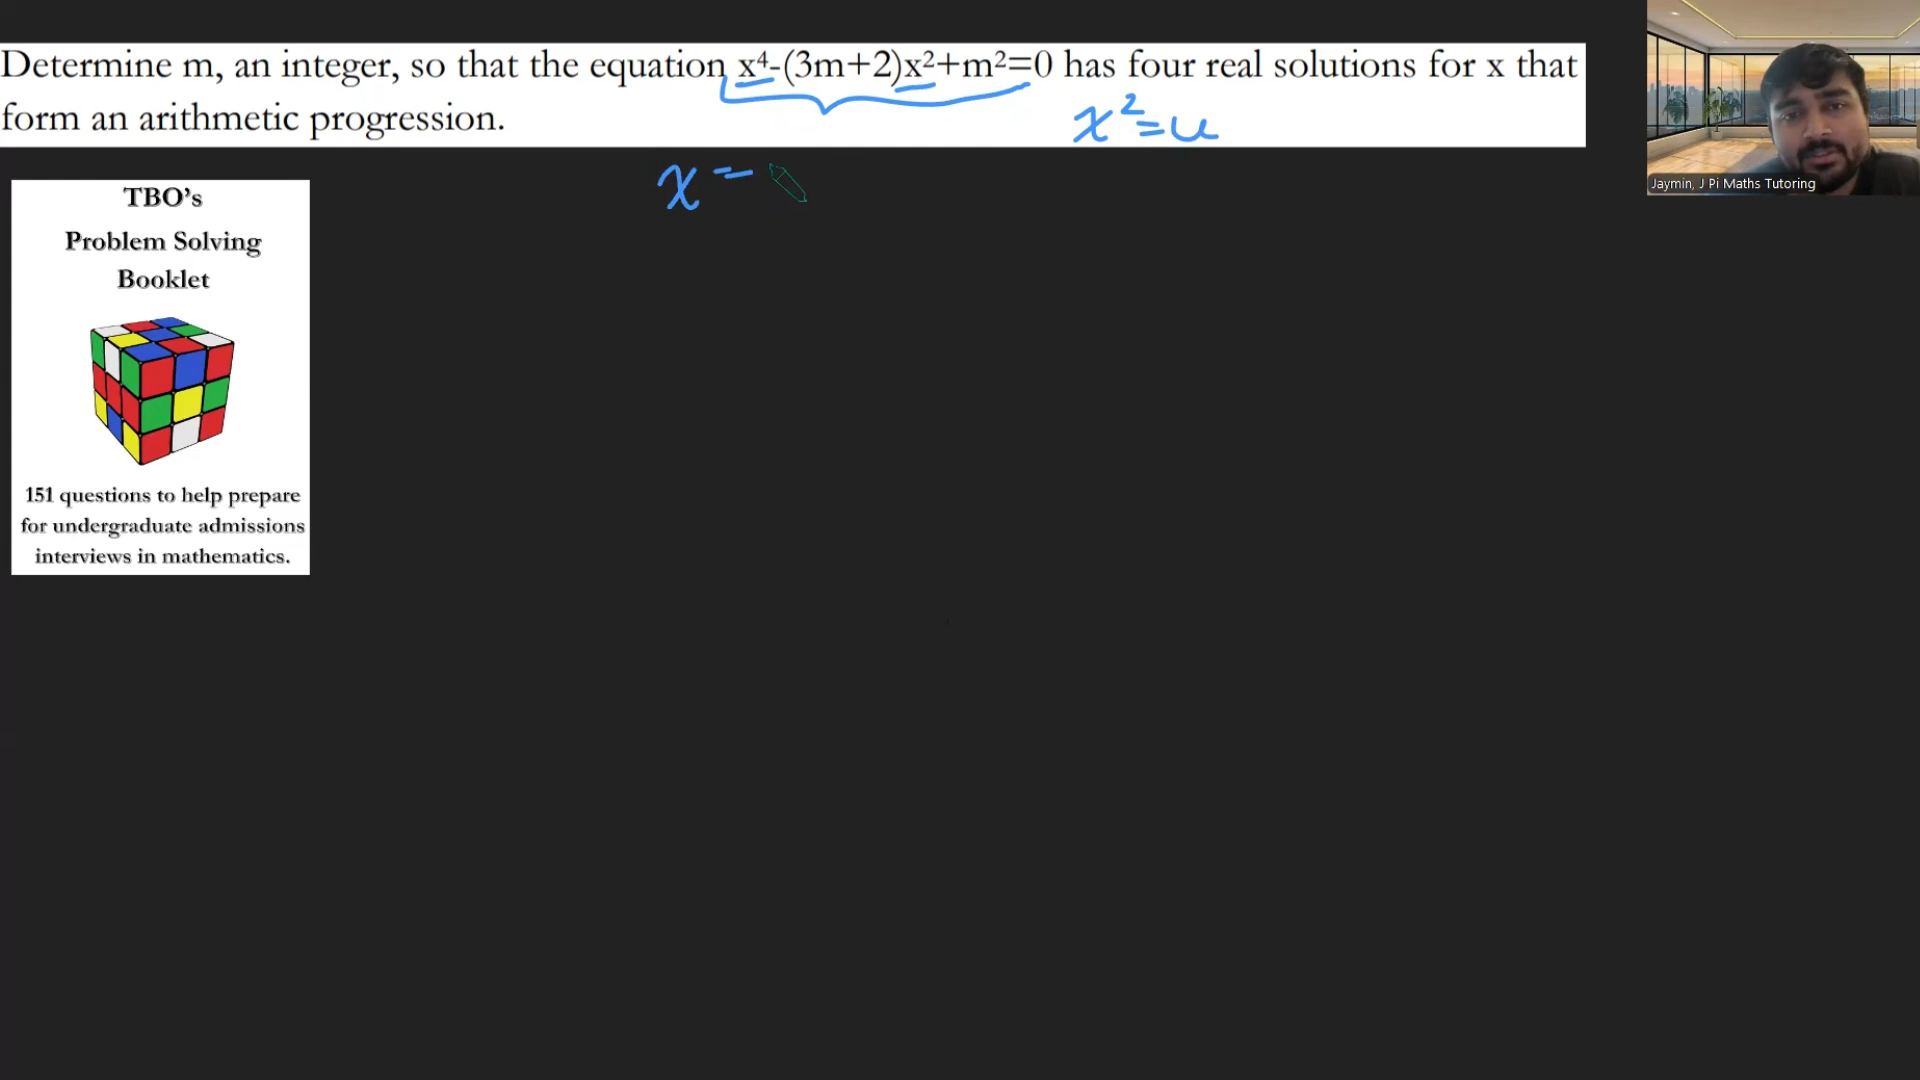 Determine m, an integer, so that the equation x⁴-(3m+2)x²+m²=0 has four real solutions for x that
form an arithmetic progression.
x²=u
x=
Jaymin, J Pi Maths Tutoring
TBO’s
Problem Solving
Booklet
151 questions to help prepare
for undergraduate admissions
interviews in mathematics.